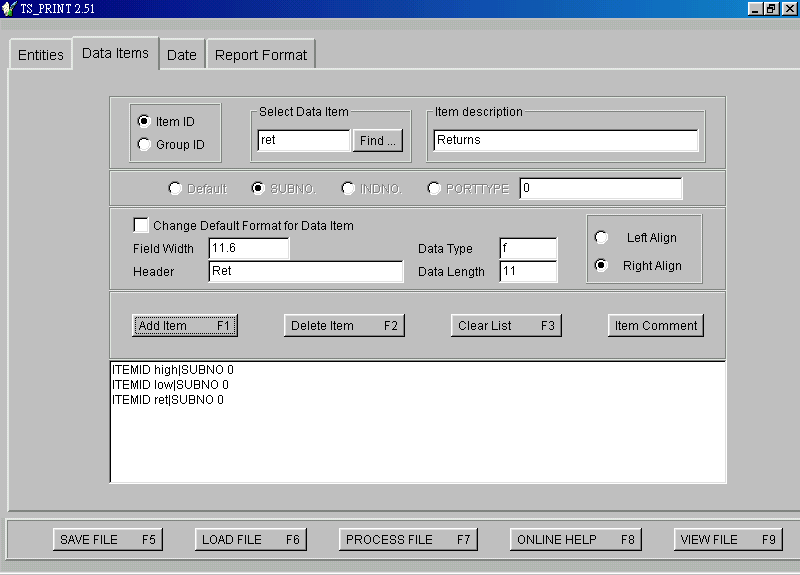 TS_PRINT 2.51
Entities Data Items Date Report Format
Item ID
Group ID
Select Data Item
ret Find ...
Item description
Returns
Default SUBNO. INDNO. PORTTYPE 0
Change Default Format for Data Item
Field Width 11.6 Data Type f
Header Ret Data Length 11
Left Align
Right Align
Add Item F1 Delete Item F2 Clear List F3 Item Comment
ITEMID high|SUBNO 0
ITEMID low|SUBNO 0
ITEMID ret|SUBNO 0
SAVE FILE F5 LOAD FILE F6 PROCESS FILE F7 ONLINE HELP F8 VIEW FILE F9